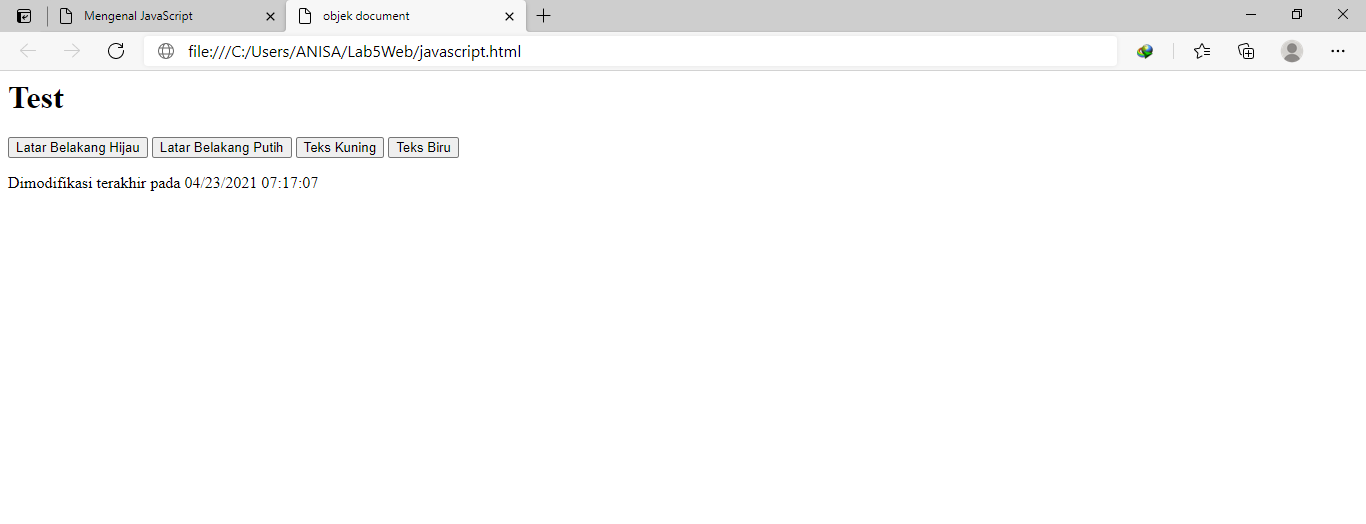 Mengenal JavaScript
objek document
file:///C:/Users/ANISA/Lab5Web/javascript.html
Test
Latar Belakang Hijau Latar Belakang Putih Teks Kuning Teks Biru
Dimodifikasi terakhir pada 04/23/2021 07:17:07